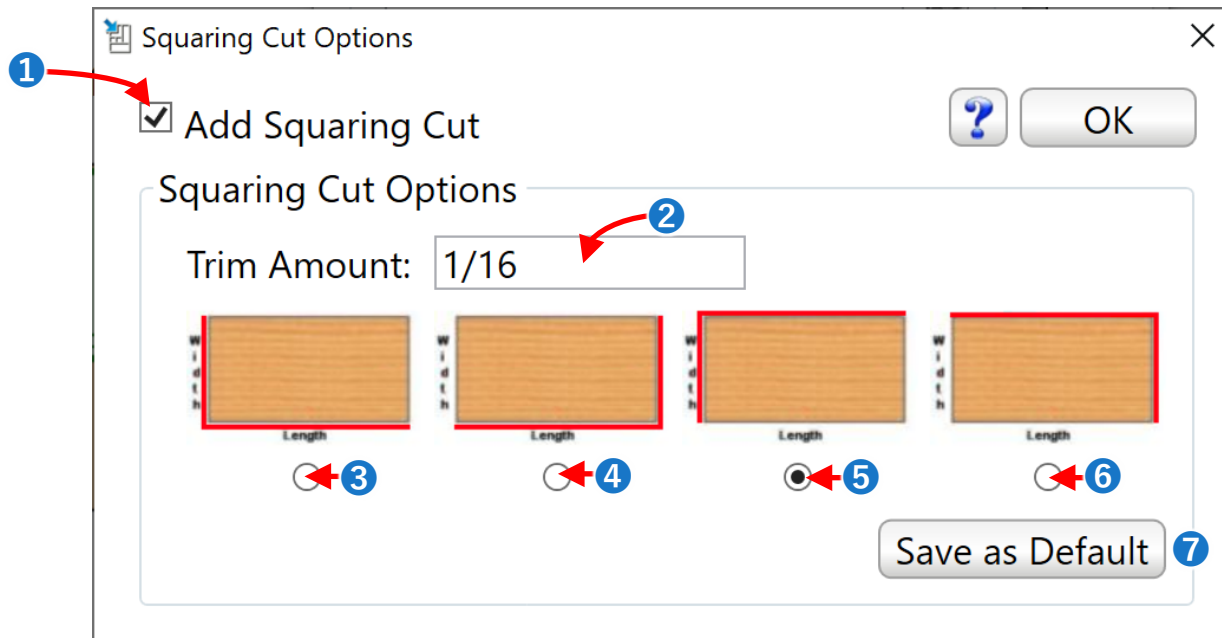 Squaring Cut Options
1
Add Squaring Cut
? OK
Squaring Cut Options
2
Trim Amount: 1/16
Width Width Width Width
Length Length Length Length
3 4 5 6
Save as Default 7